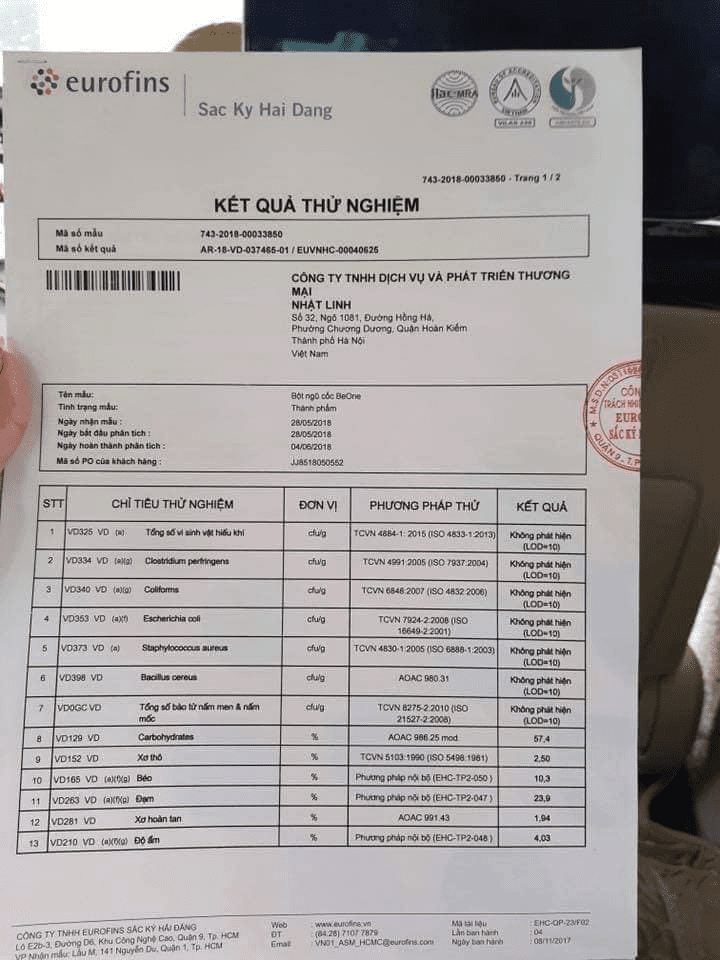 eurofins
Sac Ky Hai Dang
ilac-MRA
BUREAU OF ACCREDITATION
VIETNAM
743-2018-00033850 - Trang 1 / 2
KẾT QUẢ THỬ NGHIỆM
Mã số mẫu 743-2018-00033850
Mã số kết quả AR-18-VD-037465-01 / EUVNHC-00040625
CÔNG TY TNHH DỊCH VỤ VÀ PHÁT TRIỂN THƯƠNG
MẠI
NHẬT LINH
Số 32, Ngõ 1081, Đường Hồng Hà,
Phường Chương Dương, Quận Hoàn Kiếm
Thành phố Hà Nội
Việt Nam
Tên mẫu: Bột ngũ cốc BeOne
Tình trạng mẫu: Thành phẩm
Ngày nhận mẫu : 28/05/2018
Ngày bắt đầu phân tích : 28/05/2018
Ngày hoàn thành phân tích : 04/06/2018
Mã số PO của khách hàng : JJ8518050552
STT CHỈ TIÊU THỬ NGHIỆM ĐƠN VỊ PHƯƠNG PHÁP THỬ KẾT QUẢ
1 VD325 VD (a) Tổng số vi sinh vật hiếu khí cfu/g TCVN 4884-1: 2015 (ISO 4833-1:2013) Không phát hiện
(LOD=10)
2 VD334 VD (a)(g) Clostridium perfringens cfu/g TCVN 4991:2005 (ISO 7937:2004) Không phát hiện
(LOD=10)
3 VD340 VD (a)(g) Coliforms cfu/g TCVN 6848:2007 (ISO 4832:2006) Không phát hiện
(LOD=10)
4 VD353 VD (a)(f) Escherichia coli cfu/g TCVN 7924-2:2008 (ISO
16649-2:2001) Không phát hiện
(LOD=10)
5 VD373 VD (a) Staphylococcus aureus cfu/g TCVN 4830-1:2005 (ISO 6888-1:2003) Không phát hiện
(LOD=10)
6 VD398 VD Bacillus cereus cfu/g AOAC 980.31 Không phát hiện
(LOD=10)
7 VD0GC VD Tổng số bào tử nấm men & nấm
mốc cfu/g TCVN 8275-2:2010 (ISO
21527-2:2008) Không phát hiện
(LOD=10)
8 VD129 VD Carbohydrates % AOAC 986.25 mod. 57,4
9 VD152 VD Xơ thô % TCVN 5103:1990 (ISO 5498:1981) 2,50
10 VD165 VD (a)(f)(g) Béo % Phương pháp nội bộ (EHC-TP2-050 ) 10,3
11 VD263 VD (a)(f)(g) Đạm % Phương pháp nội bộ (EHC-TP2-047 ) 23,9
12 VD281 VD Xơ hoàn tan % AOAC 991.43 1,94
13 VD210 VD (a)(f)(g) Độ ẩm % Phương pháp nội bộ (EHC-TP2-048 ) 4,03
CÔNG TY TNHH EUROFINS SẮC KÝ HẢI ĐĂNG
Lô E2b-3, Đường D6, Khu Công Nghệ Cao, Quận 9, Tp. HCM
VP Nhận mẫu: Lầu M, 141 Nguyễn Du, Quận 1, Tp. HCM
Web : www.eurofins.vn
ĐT : (84.28) 7107 7879
Email : VN01_ASM_HCMC@eurofins.com
Mã tài liệu : EHC-QP-23/F02
Lần ban hành : 04
Ngày ban hành : 08/11/2017